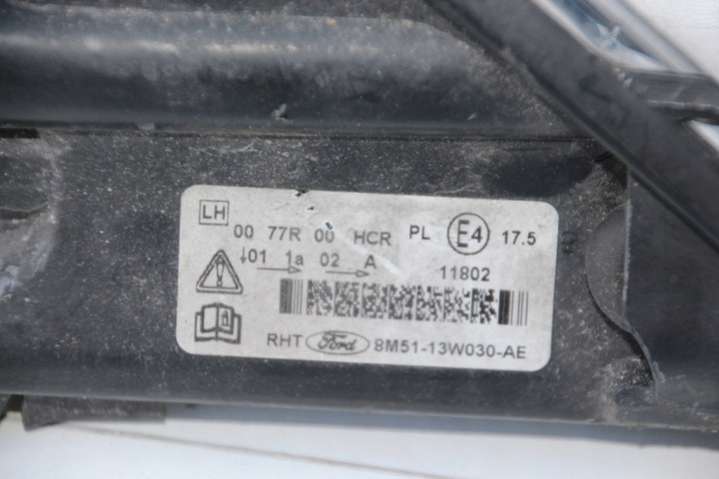 LH
00 77R 00 HCR PL E4 17.5
↓01 1a 02 A 11802
RHT Ford 8M51-13W030-AE